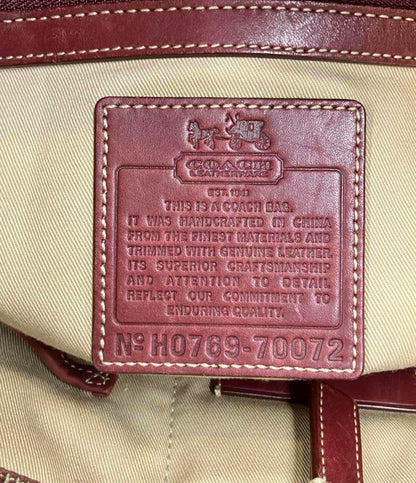 COACH
LEATHERWARE
EST. 1941
THIS IS A COACH BAG.
IT WAS HANDCRAFTED IN CHINA
FROM THE FINEST MATERIALS AND
TRIMMED WITH GENUINE LEATHER.
ITS SUPERIOR CRAFTSMANSHIP
AND ATTENTION TO DETAIL
REFLECT OUR COMMITMENT TO
ENDURING QUALITY.
Nº H0769-70072